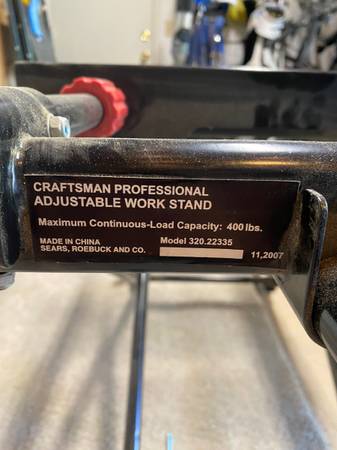 CRAFTSMAN PROFESSIONAL
ADJUSTABLE WORK STAND
Maximum Continuous-Load Capacity: 400 lbs.
MADE IN CHINA Model 320.22335
SEARS, ROEBUCK AND CO. 11,2007